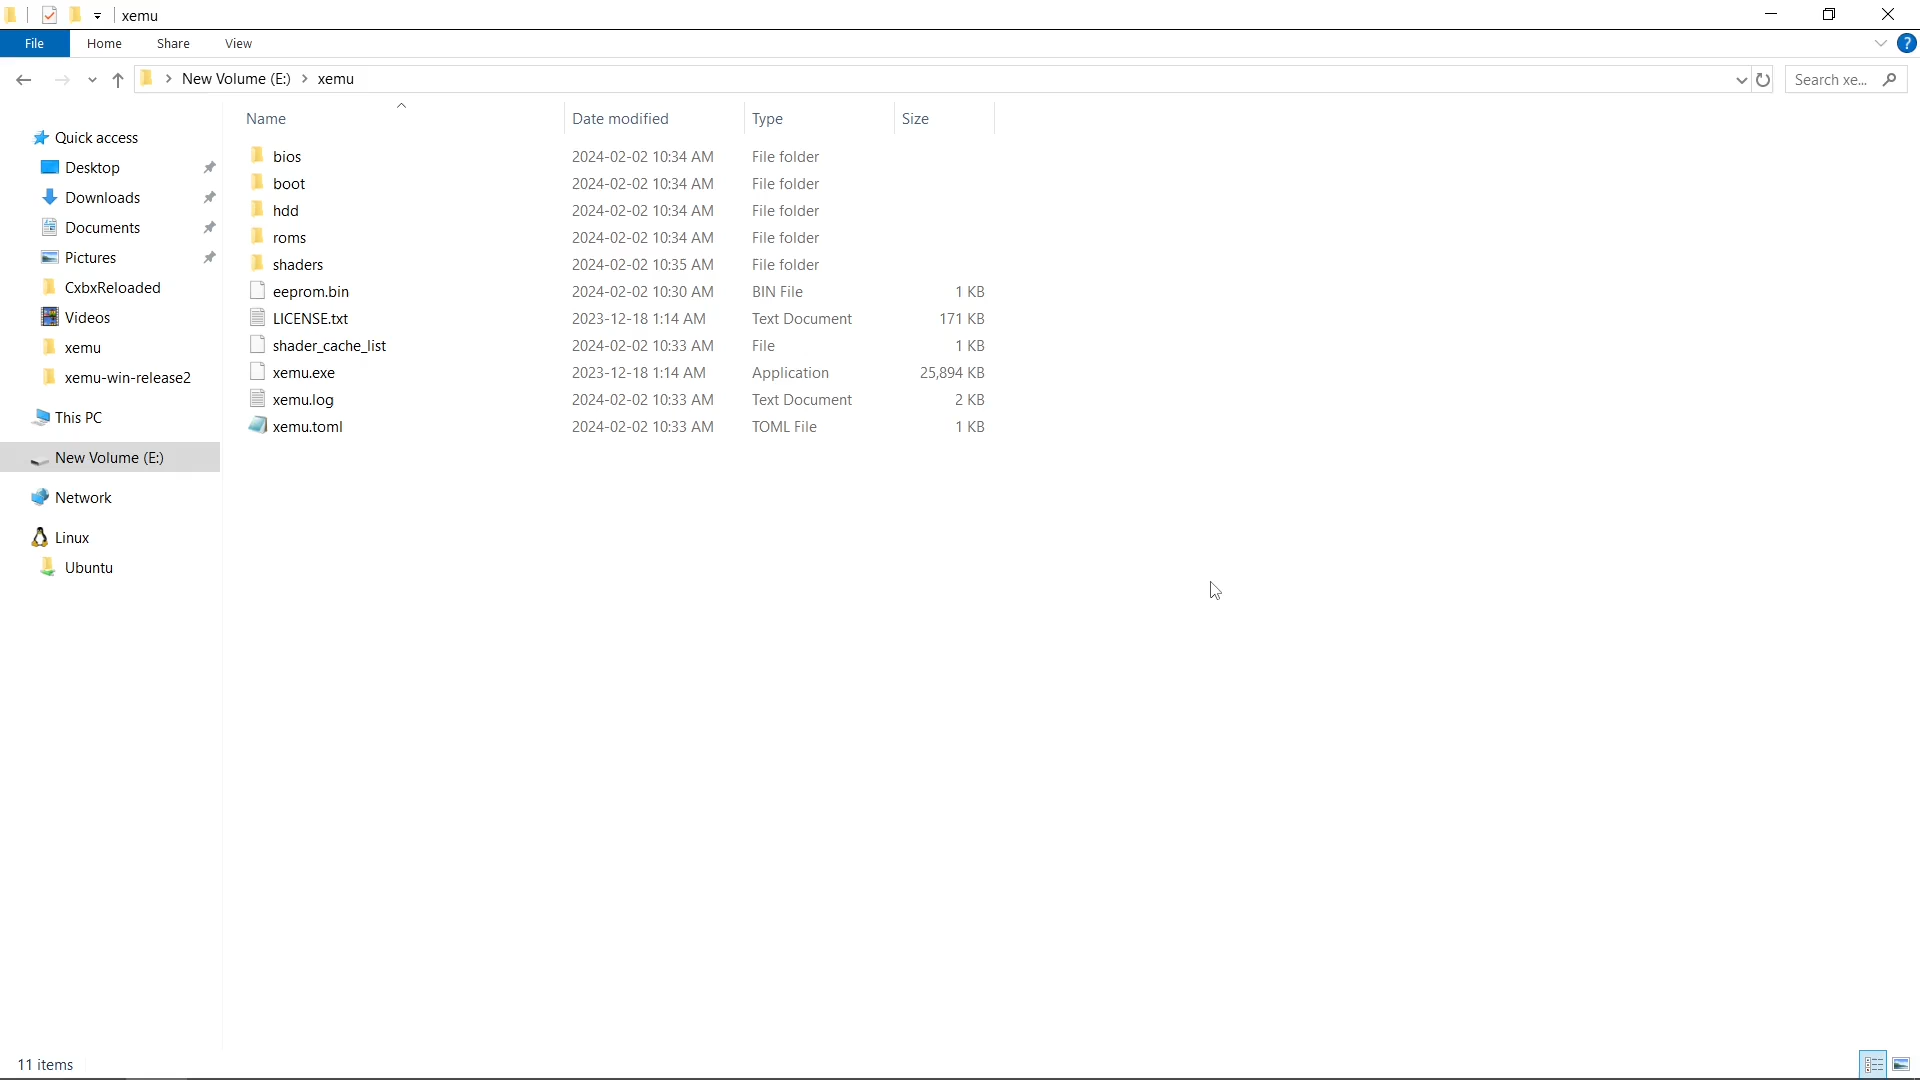 xemu
File Home Share View
New Volume (E:) xemu
Search xe...
Name Date modified Type Size
Quick access
Desktop
Downloads
Documents
Pictures
CxbxReloaded
Videos
xemu
xemu-win-release2
This PC
New Volume (E:)
Network
Linux
Ubuntu
bios 2024-02-02 10:34 AM File folder
boot 2024-02-02 10:34 AM File folder
hdd 2024-02-02 10:34 AM File folder
roms 2024-02-02 10:34 AM File folder
shaders 2024-02-02 10:35 AM File folder
eeprom.bin 2024-02-02 10:30 AM BIN File 1 KB
LICENSE.txt 2023-12-18 1:14 AM Text Document 171 KB
shader_cache_list 2024-02-02 10:33 AM File 1 KB
xemu.exe 2023-12-18 1:14 AM Application 25,894 KB
xemu.log 2024-02-02 10:33 AM Text Document 2 KB
xemu.toml 2024-02-02 10:33 AM TOML File 1 KB
11 items